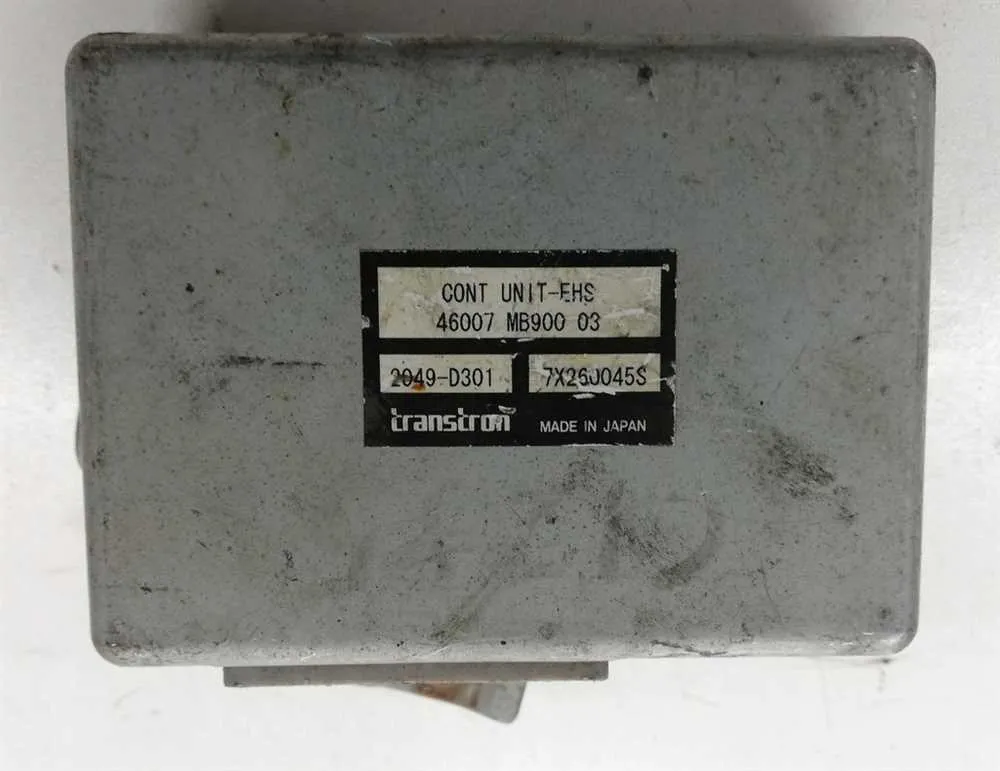 CONT UNIT-EHS
46007 MB900 03
2049-D301
7X260045S
transtron
MADE IN JAPAN